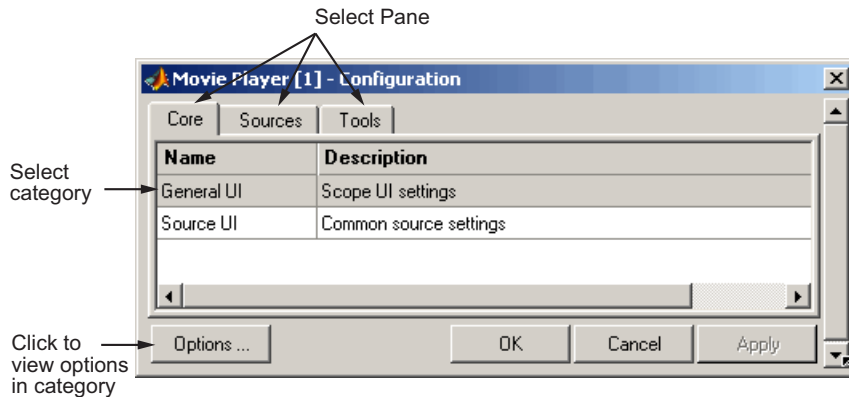 Select Pane
Movie Player [1] - Configuration
Core Sources Tools
Name Description
Select
category
General UI Scope UI settings
Source UI Common source settings
Click to
view options
in category
Options ... OK Cancel Apply